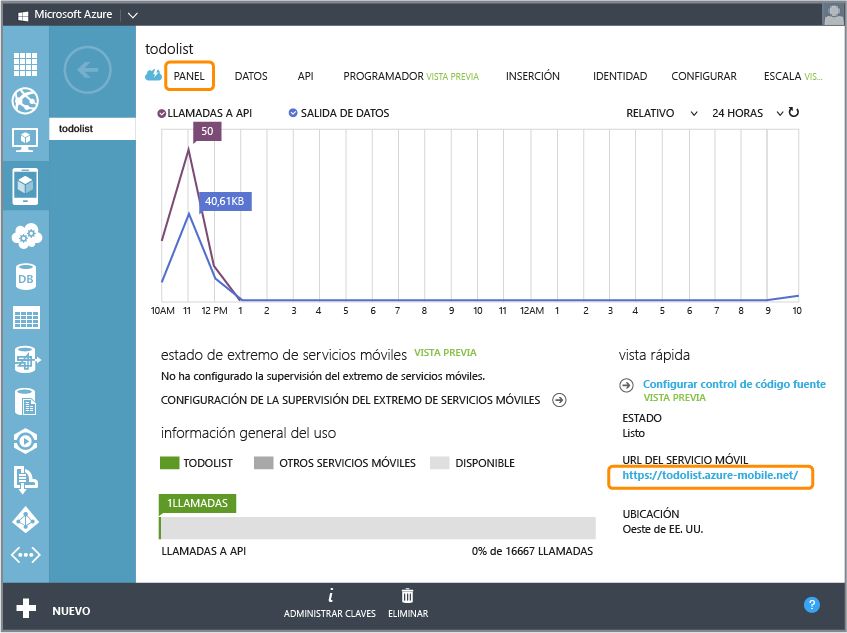 Microsoft Azure
todolist
PANEL DATOS API PROGRAMADOR VISTA PREVIA INSERCIÓN IDENTIDAD CONFIGURAR ESCALA VIS...
todolist
LLAMADAS A API SALIDA DE DATOS RELATIVO 24 HORAS
50
40,61KB
10AM 11 12 PM 1 2 3 4 5 6 7 8 9 10 11 12AM 1 2 3 4 5 6 7 8 9 10
estado de extremo de servicios móviles VISTA PREVIA
No ha configurado la supervisión del extremo de servicios móviles.
CONFIGURACIÓN DE LA SUPERVISIÓN DEL EXTREMO DE SERVICIOS MÓVILES
información general del uso
TODOLIST OTROS SERVICIOS MÓVILES DISPONIBLE
1LLAMADAS
LLAMADAS A API 0% de 16667 LLAMADAS
vista rápida
Configurar control de código fuente
VISTA PREVIA
ESTADO
Listo
URL DEL SERVICIO MÓVIL
https://todolist.azure-mobile.net/
UBICACIÓN
Oeste de EE. UU.
DB
NUEVO
ADMINISTRAR CLAVES ELIMINAR
?